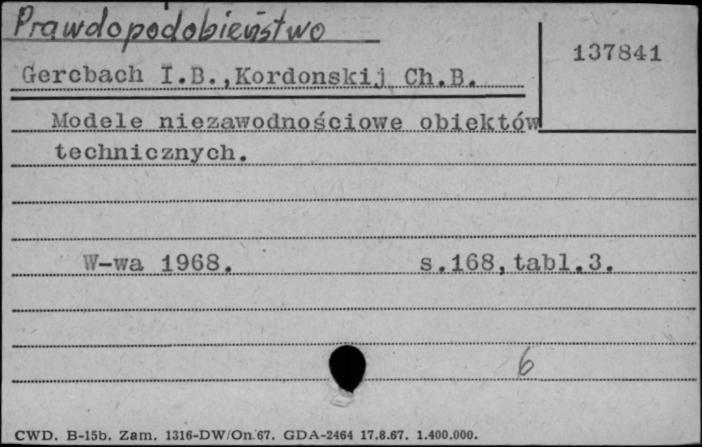 Prawdopodobieństwo
137841
Gercbach I.B.,Kordonskij Ch.B.
Modele niezawodnościowe obiektów
technicznych.
W-wa 1968. s.168,tabl.3.
6
CWD. B-15b. Zam. 1316-DW/On.67. GDA-2464 17.8.67. 1.400.000.